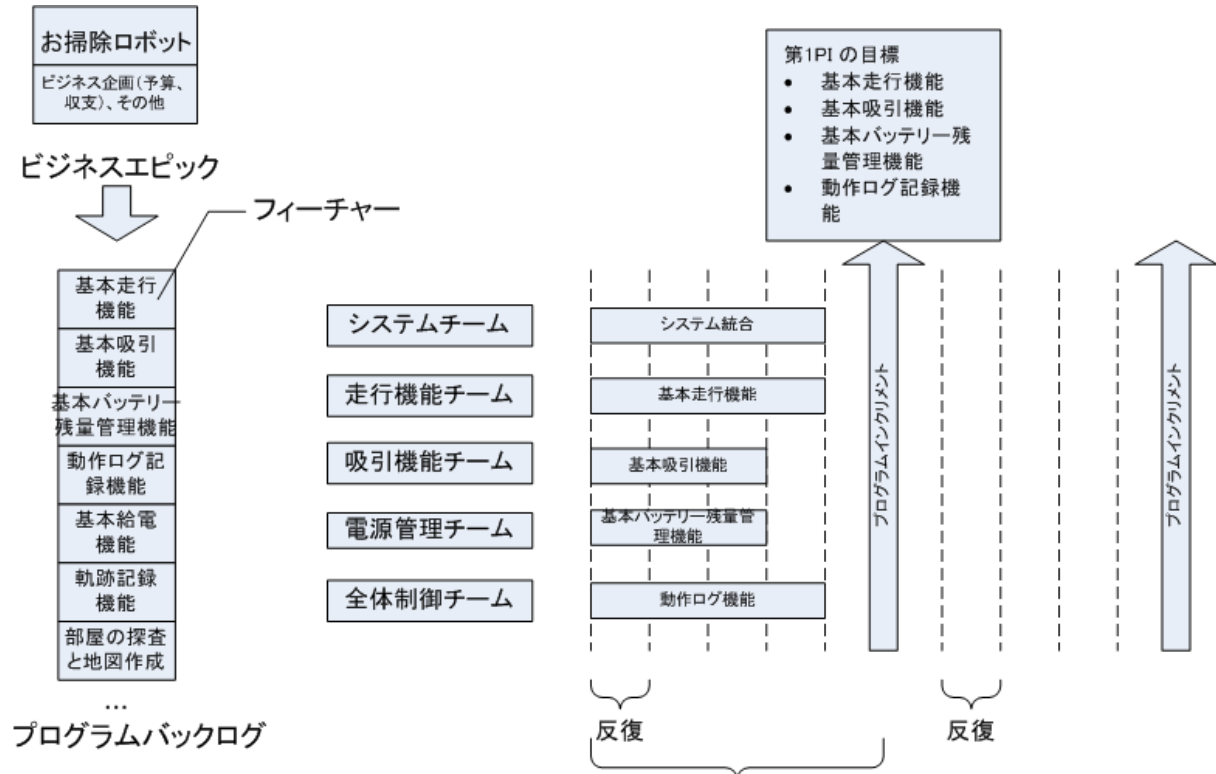 お掃除ロボット
ビジネス企画(予算、
収支)、その他
ビジネスエピック
フィーチャー
基本走行
機能
基本吸引
機能
基本バッテリー
残量管理機能
動作ログ記
録機能
基本給電
機能
軌跡記録
機能
部屋の探査
と地図作成
…
プログラムバックログ
システムチーム
走行機能チーム
吸引機能チーム
電源管理チーム
全体制御チーム
第1PI の目標
• 基本走行機能
• 基本吸引機能
• 基本バッテリー残
量管理機能
• 動作ログ記録機
能
システム統合
基本走行機能
基本吸引機能
基本バッテリー残量管
理機能
動作ログ機能
プログラムインクリメント
プログラムインクリメント
反復
反復